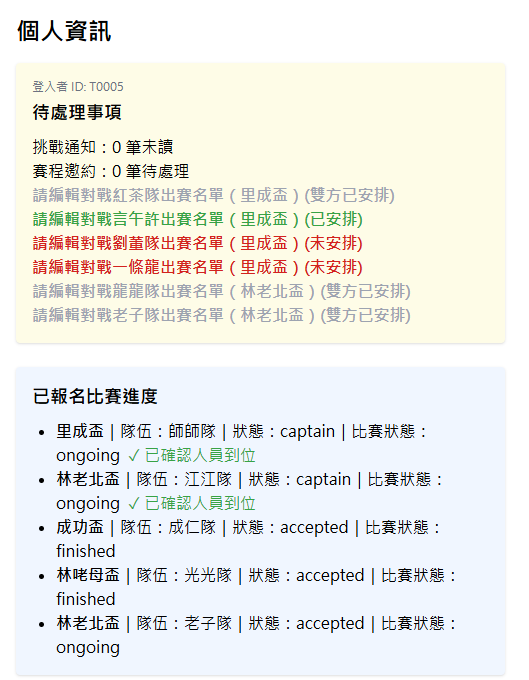 個人資訊
登入者 ID: T0005
待處理事項
挑戰通知：0 筆未讀
賽程邀約：0 筆待處理
請編輯對戰紅茶隊出賽名單（里成盃）(雙方已安排)
請編輯對戰言午許出賽名單（里成盃）(已安排)
請編輯對戰劉董隊出賽名單（里成盃）(未安排)
請編輯對戰一條龍出賽名單（里成盃）(未安排)
請編輯對戰龍龍隊出賽名單（林老北盃）(雙方已安排)
請編輯對戰老子隊出賽名單（林老北盃）(雙方已安排)
已報名比賽進度
• 里成盃｜隊伍：師師隊｜狀態：captain｜比賽狀態：
ongoing ✓ 已確認人員到位
• 林老北盃｜隊伍：江江隊｜狀態：captain｜比賽狀態：
ongoing ✓ 已確認人員到位
• 成功盃｜隊伍：成仁隊｜狀態：accepted｜比賽狀態：
finished
• 林咾母盃｜隊伍：光光隊｜狀態：accepted｜比賽狀態：
finished
• 林老北盃｜隊伍：老子隊｜狀態：accepted｜比賽狀態：
ongoing